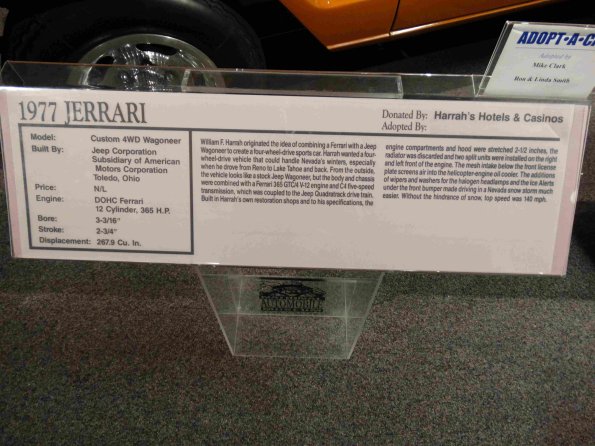 ADOPT-A-C
Adopted by
Mike Clark
Ron & Linda Smith
1977 JERRARI
Donated By: Harrah's Hotels & Casinos
Adopted By:
Model: Custom 4WD Wagoneer
Built By: Jeep Corporation
Subsidiary of American
Motors Corporation
Toledo, Ohio
Price: N/L
Engine: DOHC Ferrari
12 Cylinder, 365 H.P.
Bore: 3-3/16"
Stroke: 2-3/4"
Displacement: 267.9 Cu. In.
William F. Harrah originated the idea of combining a Ferrari with a Jeep
Wagoneer to create a four-wheel-drive sports car. Harrah wanted a four-
wheel-drive vehicle that could handle Nevada's winters, especially
when he drove from Reno to Lake Tahoe and back. From the outside,
the vehicle looks like a stock Jeep Wagoneer, but the body and chassis
were combined with a Ferrari 365 GTC/4 V-12 engine and C4 five-speed
transmission, which was coupled to the Jeep Quadratrack drive train.
Built in Harrah's own restoration shops and to his specifications, the
engine compartments and hood were stretched 2-1/2 inches, the
radiator was discarded and two split units were installed on the right
and left front of the engine. The mesh intake below the front license
plate screens air into the helicopter-engine oil cooler. The additions
of wipers and washers for the halogen headlamps and the Ice Alerts
under the front bumper made driving in a Nevada snow storm much
easier. Without the hindrance of snow, top speed was 140 mph.
AUTOMOBILE